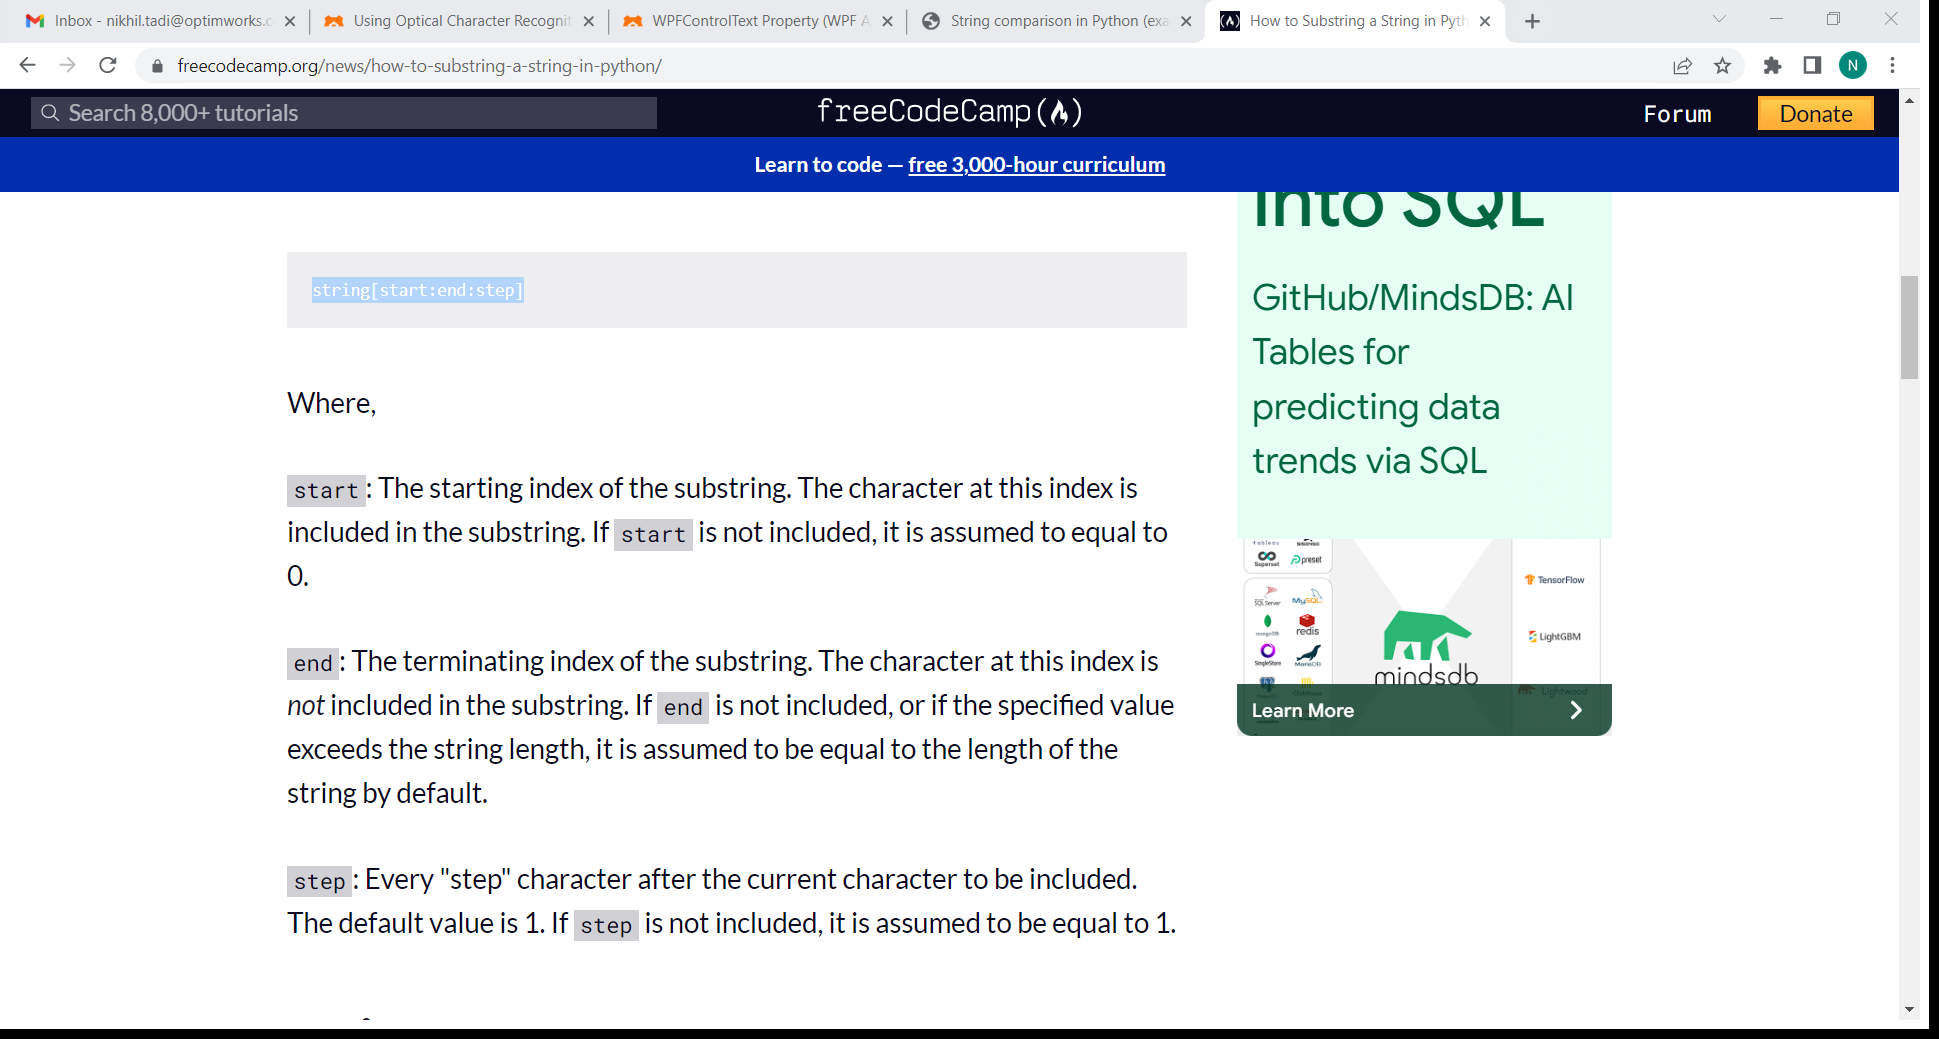 Inbox - nikhil.tadi@optimworks.c
Using Optical Character Recognit
WPFControlText Property (WPF A
String comparison in Python (exa
How to Substring a String in Pyth
freecodecamp.org/news/how-to-substring-a-string-in-python/
N
Search 8,000+ tutorials
freeCodeCamp
Forum
Donate
Learn to code — free 3,000-hour curriculum
string[start:end:step]
Where,
start: The starting index of the substring. The character at this index is
included in the substring. If start is not included, it is assumed to equal to
0.
end: The terminating index of the substring. The character at this index is
not included in the substring. If end is not included, or if the specified value
exceeds the string length, it is assumed to be equal to the length of the
string by default.
step: Every "step" character after the current character to be included.
The default value is 1. If step is not included, it is assumed to be equal to 1.
into SQL
GitHub/MindsDB: AI
Tables for
predicting data
trends via SQL
Superset
preset
TensorFlow
SQL Server
MySQL
mongoDB
redis
LightGBM
SingleStore
MariaDB
mindsdb
Lightwood
Learn More